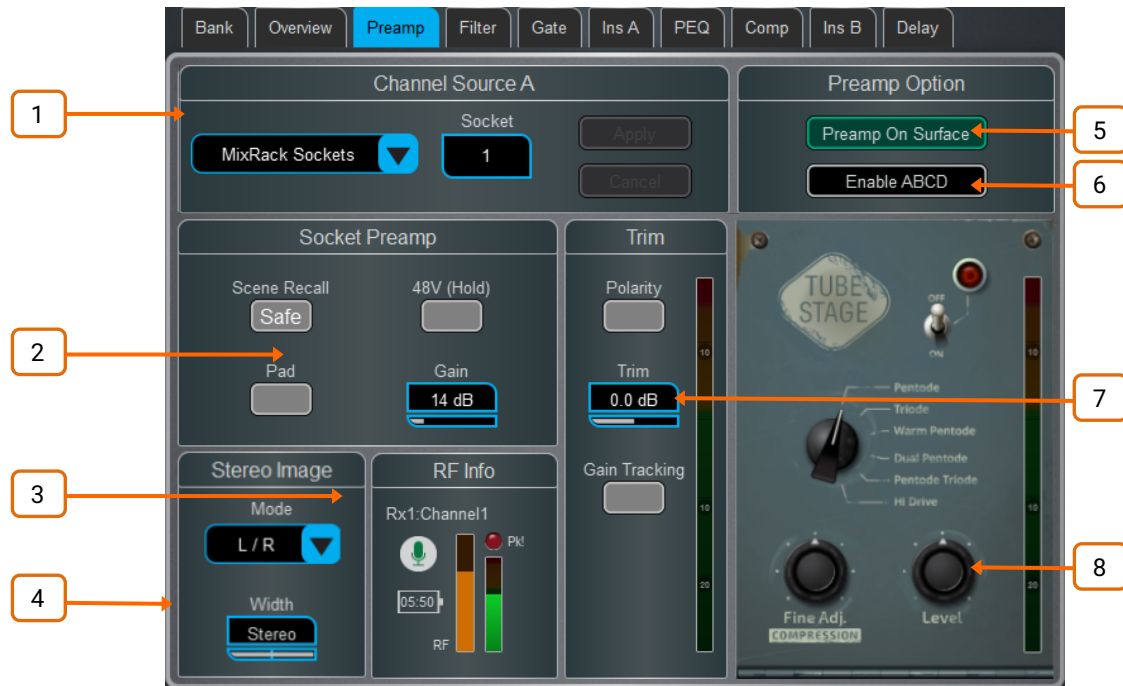 Bank Overview Preamp Filter Gate Ins A PEQ Comp Ins B Delay
Channel Source A
Preamp Option
1
MixRack Sockets
Socket
1
Apply
Cancel
Preamp On Surface
5
Enable ABCD
6
Socket Preamp
Scene Recall
Safe
48V (Hold)
2
Pad
Gain
14 dB
Trim
Polarity
10
Trim
0.0 dB
7
Gain Tracking
10
20
TUBE
STAGE
OFF
ON
10
Pentode
Triode
Warm Pentode
Dual Pentode
Pentode Triode
Hi Drive
10
Fine Adj.
COMPRESSION
Level
20
8
3
Stereo Image
Mode
L / R
4
Width
Stereo
RF Info
Rx1:Channel1
Pk!
05:50
RF